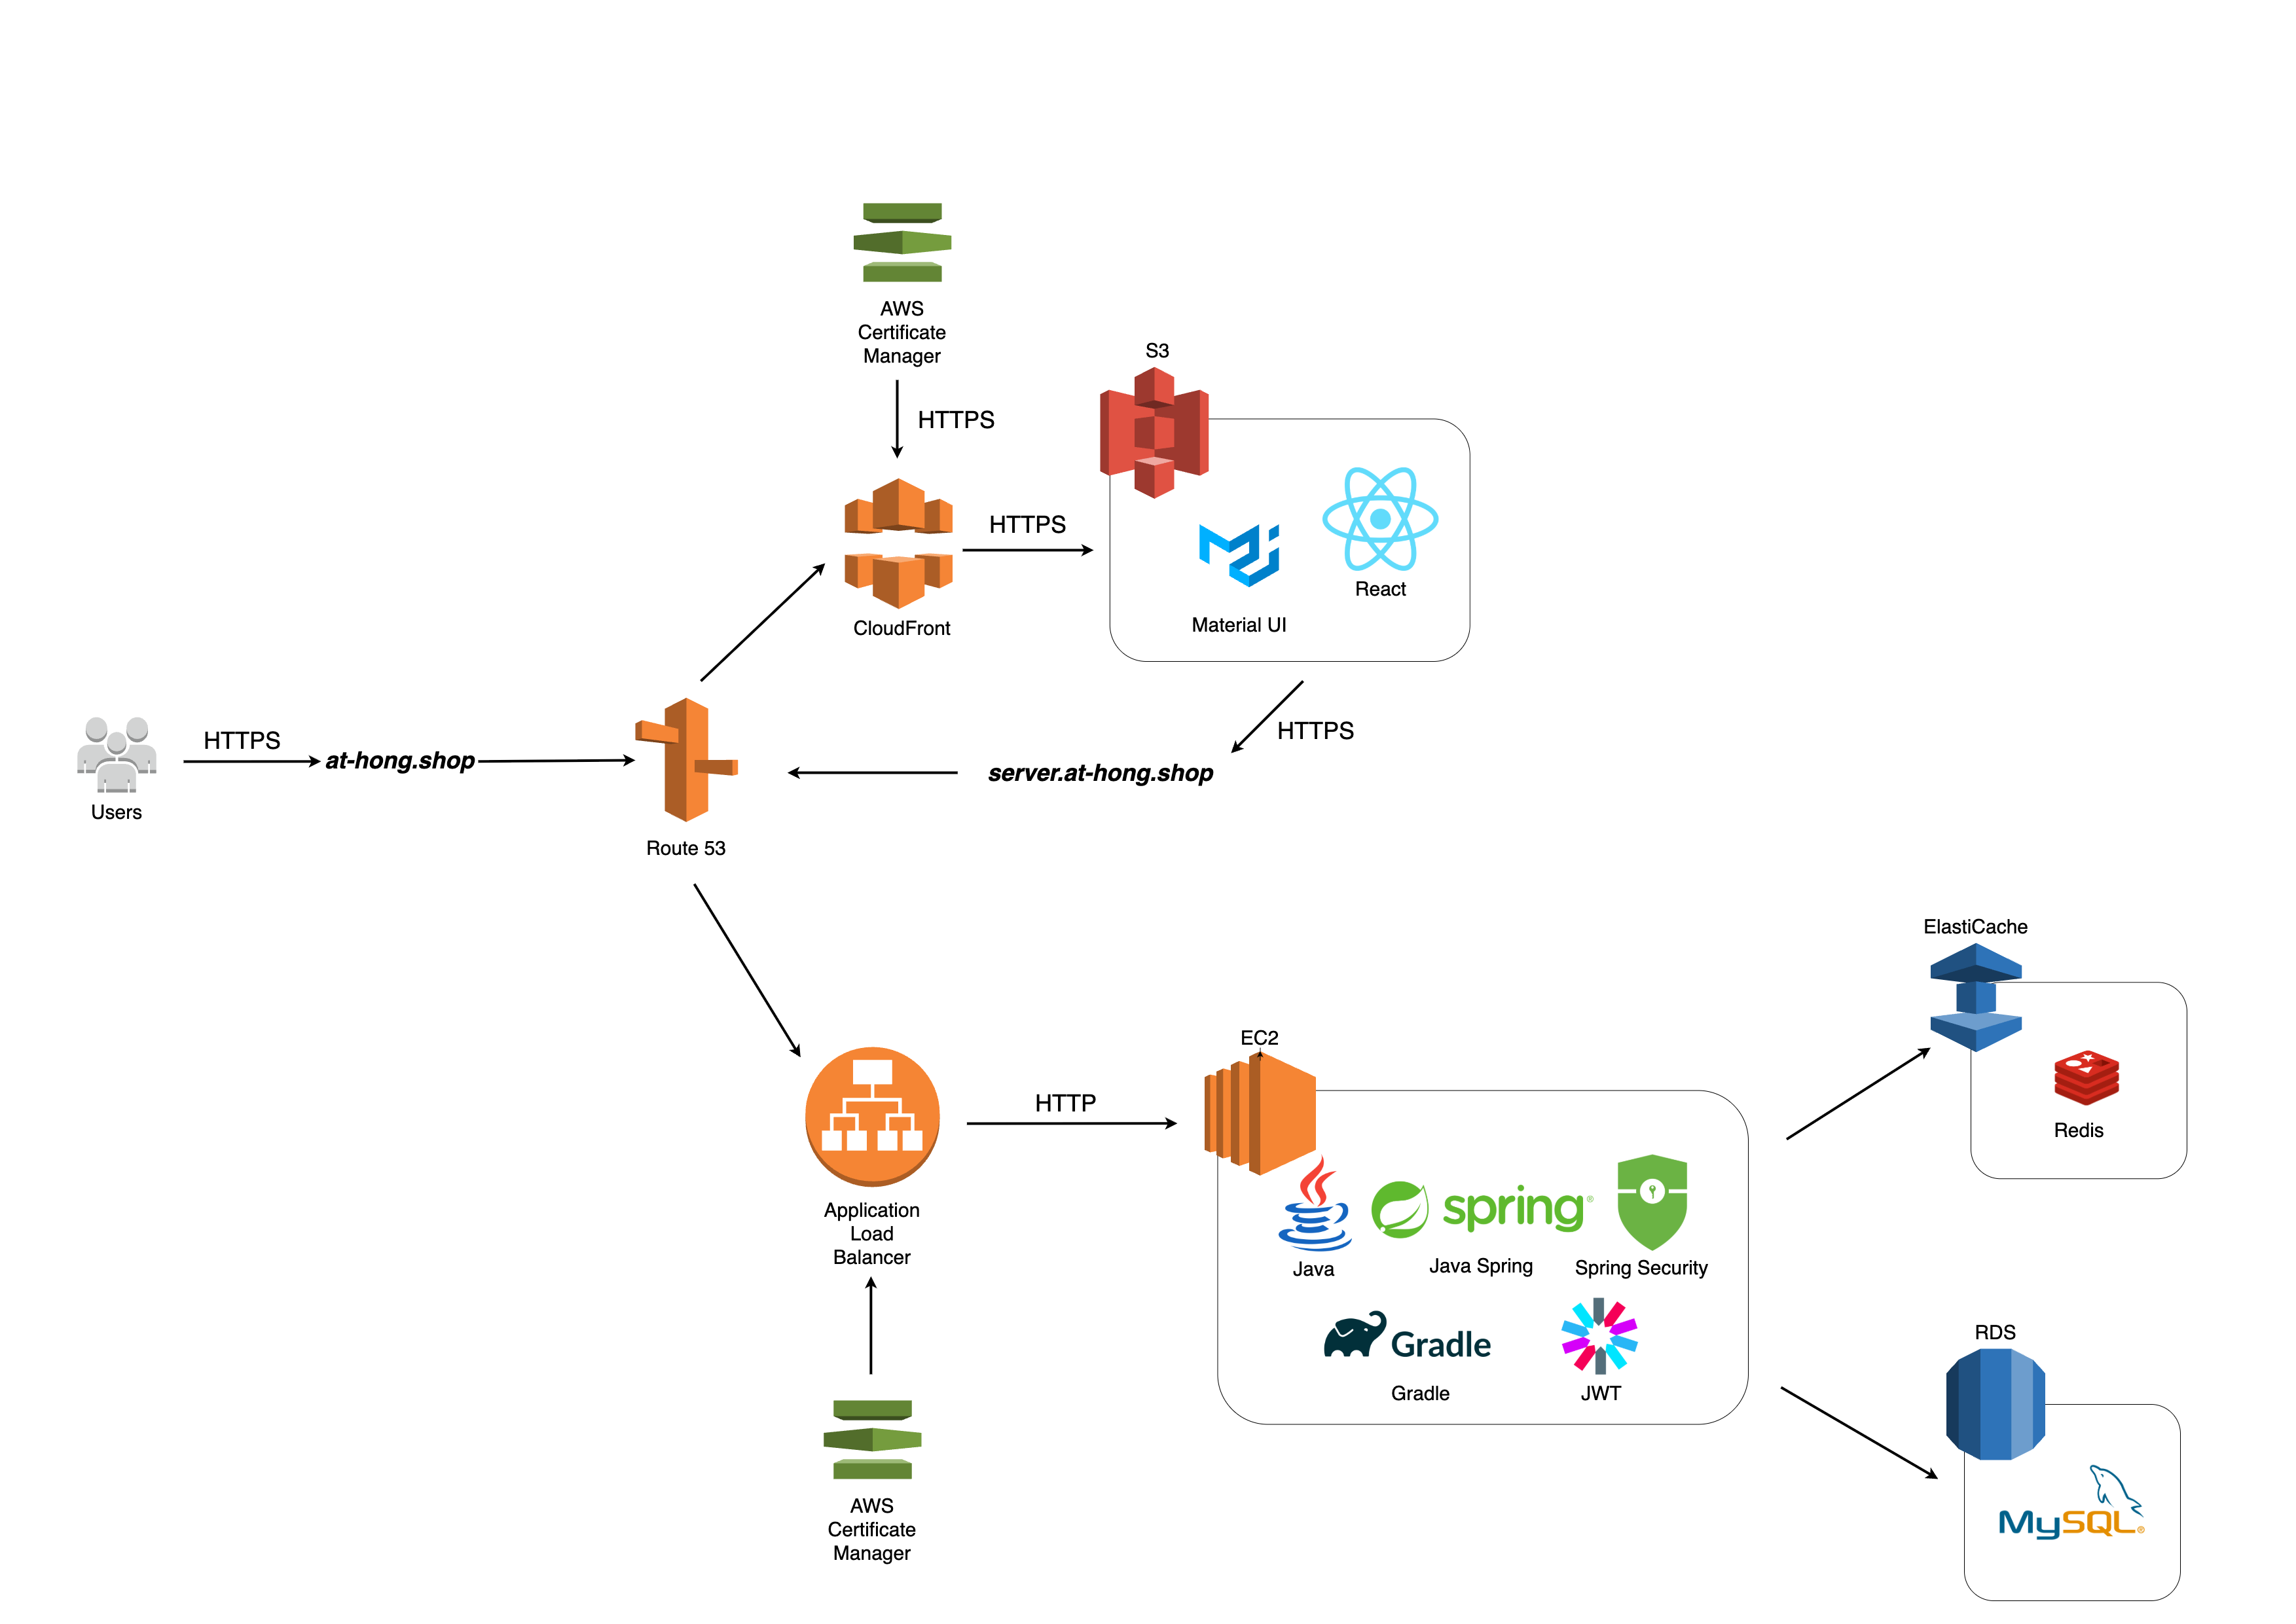 AWS
Certificate
Manager
HTTPS
S3
HTTPS
React
Material UI
CloudFront
HTTPS
at-hong.shop
HTTPS
server.at-hong.shop
Users
Route 53
ElastiCache
Redis
EC2
HTTP
spring®
Application
Load
Balancer
Java
Java Spring
Spring Security
Gradle
Gradle
JWT
RDS
MySQL®
AWS
Certificate
Manager